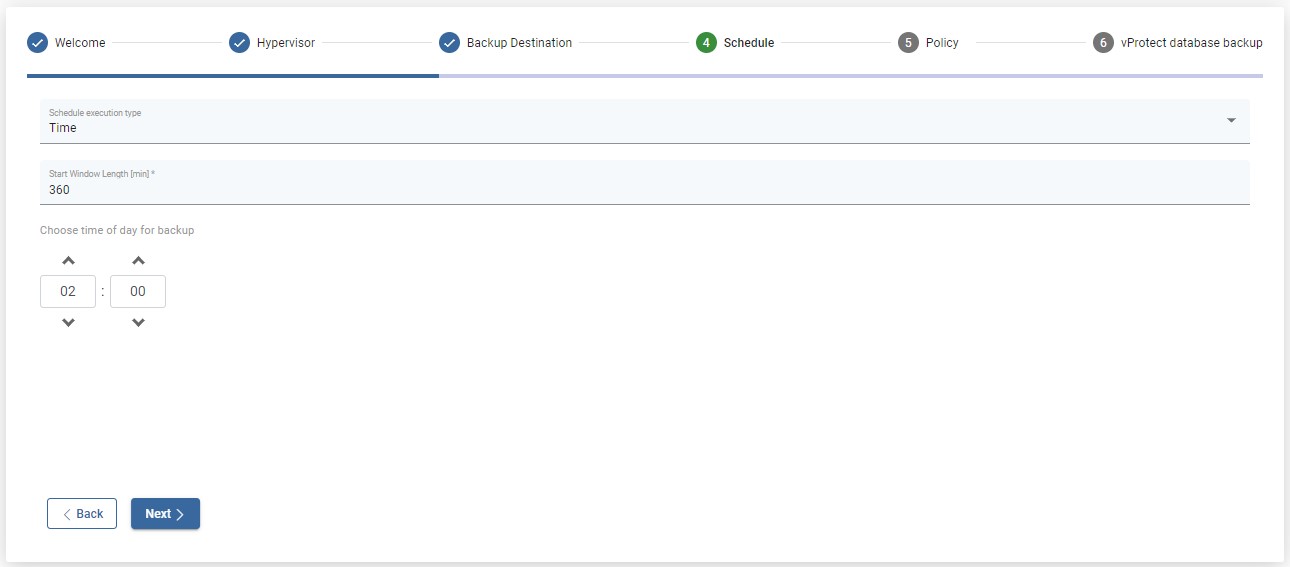 Welcome Hypervisor Backup Destination 4 Schedule 5 Policy 6 vProtect database backup
Schedule execution type
Time
Start Window Length [min] *
360
Choose time of day for backup
02 : 00
Back Next